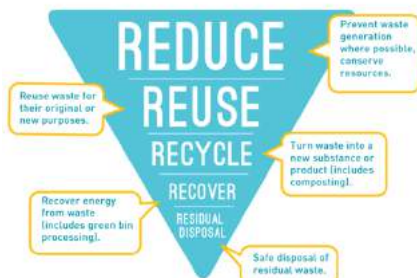 REDUCE
Prevent waste
generation
where possible,
conserve
resources.
Reuse waste for
their original or
new purposes.
REUSE
RECYCLE
Turn waste into a
new substance or
product (includes
composting).
RECOVER
Recover energy
from waste
(includes green bin
processing).
RESIDUAL
DISPOSAL
Safe disposal of
residual waste.